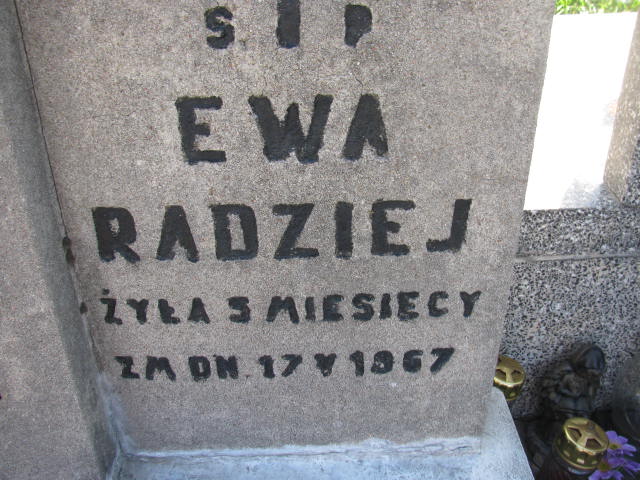 S I P
EWA
RADZIEJ
ŻYŁA 3 MIESIĘCY
ZM DN. 17 V 1967